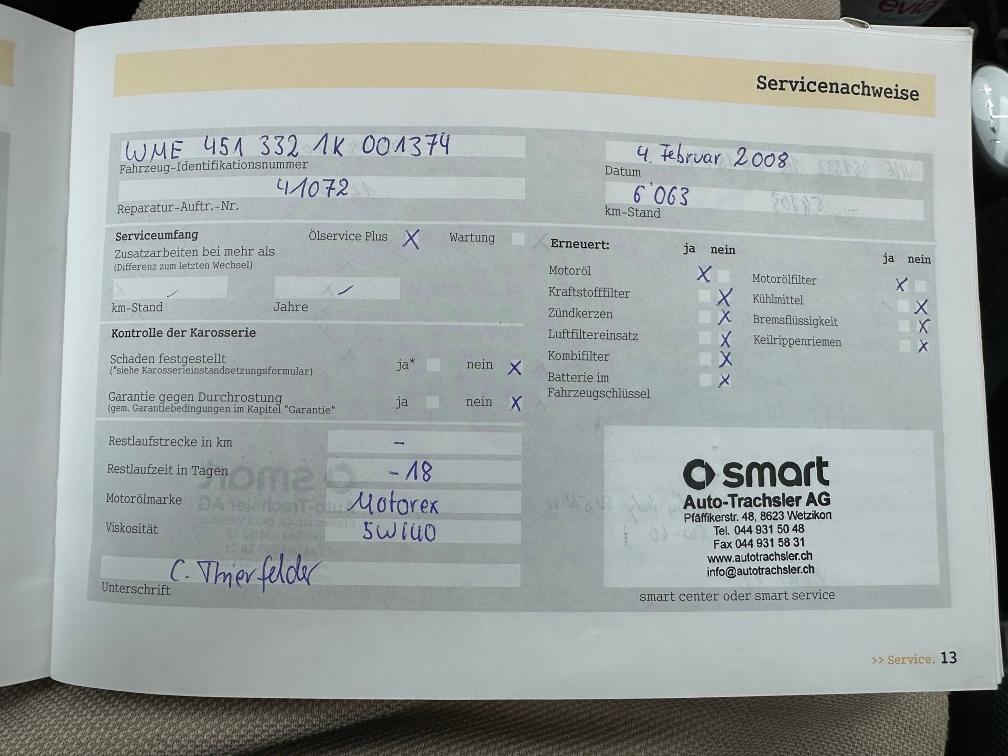 Servicenachweise
WME 451 332 1K 001374
Fahrzeug-Identifikationsnummer
4. Februar 2008
Datum
41072
Reparatur-Auftr.-Nr.
6'063
km-Stand
Serviceumfang Ölservice Plus X Wartung
Zusatzarbeiten bei mehr als
(Differenz zum letzten Wechsel)
km-Stand Jahre
Kontrolle der Karosserie
Schaden festgestellt ja* nein X
(*siehe Karosserieinstandsetzungsformular)
Garantie gegen Durchrostung ja nein X
(gem. Garantiebedingungen im Kapitel "Garantie"
Erneuert: ja nein
Motoröl X
Kraftstofffilter X
Zündkerzen X
Luftfiltereinsatz X
Kombifilter X
Batterie im X
Fahrzeugschlüssel
ja nein
Motorölfilter X
Kühlmittel X
Bremsflüssigkeit X
Keilrippenriemen X
Restlaufstrecke in km -
Restlaufzeit in Tagen -18
Motorölmarke Motorex
Viskosität 5W40
C. Thierfelder
Unterschrift
smart
Auto-Trachsler AG
Pfäffikerstr. 48, 8623 Wetzikon
Tel. 044 931 50 48
Fax 044 931 58 31
www.autotrachsler.ch
info@autotrachsler.ch
smart center oder smart service
>> Service. 13
evian